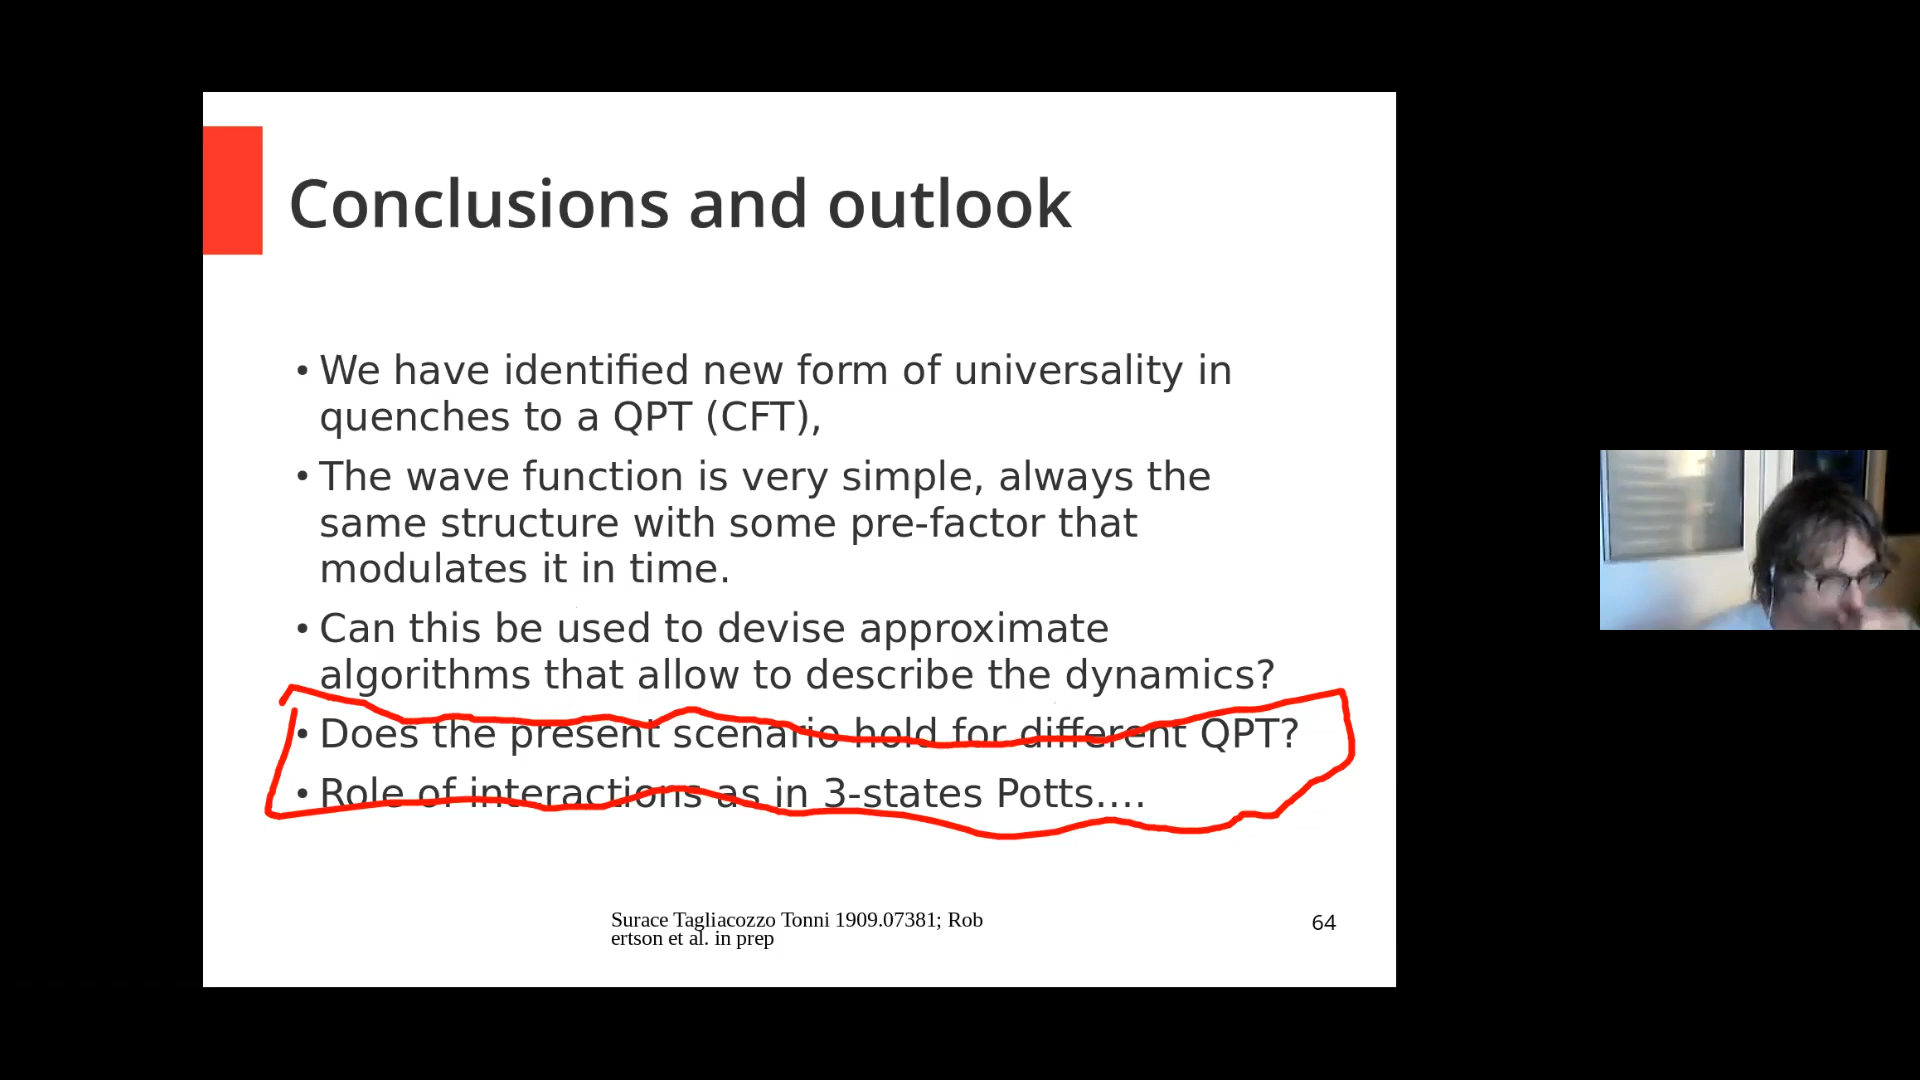 Conclusions and outlook
• We have identified new form of universality in
quenches to a QPT (CFT),
• The wave function is very simple, always the
same structure with some pre-factor that
modulates it in time.
• Can this be used to devise approximate
algorithms that allow to describe the dynamics?
• Does the present scenario hold for different QPT?
• Role of interactions as in 3-states Potts....
Surace Tagliacozzo Tonni 1909.07381; Rob
ertson et al. in prep
64